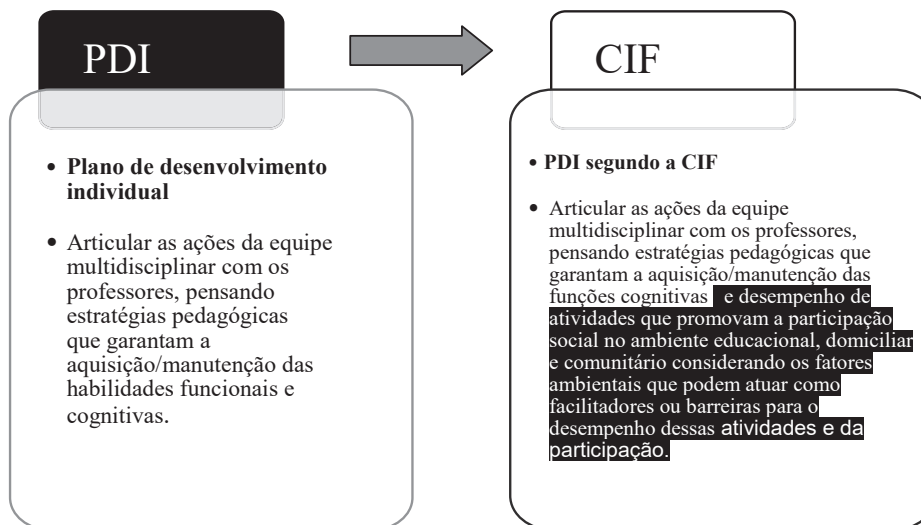 PDI
• Plano de desenvolvimento
individual
• Articular as ações da equipe
multidisciplinar com os
professores, pensando
estratégias pedagógicas
que garantam a
aquisição/manutenção das
habilidades funcionais e
cognitivas.
CIF
• PDI segundo a CIF
• Articular as ações da equipe
multidisciplinar com os professores,
pensando estratégias pedagógicas que
garantam a aquisição/manutenção das
funções cognitivas e desempenho de
atividades que promovam a participação
social no ambiente educacional, domiciliar
e comunitário considerando os fatores
ambientais que podem atuar como
facilitadores ou barreiras para o
desempenho dessas atividades e da
participação.